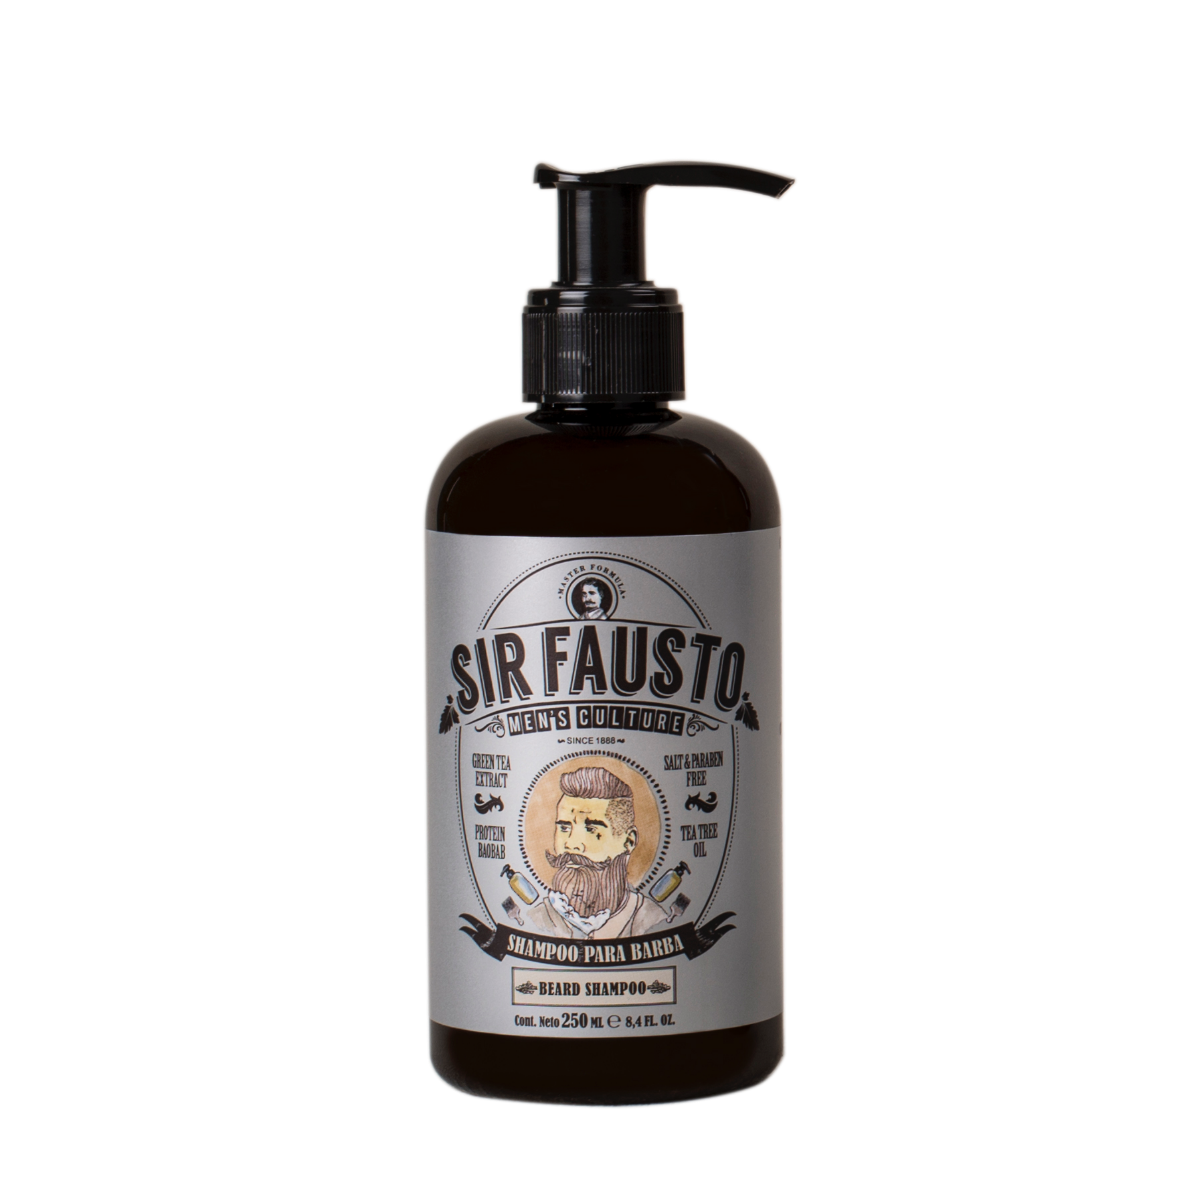 ·MASTER FORMULA·
SIR FAUSTO
MEN'S CULTURE
SINCE 1888
GREEN TEA
EXTRACT
SALT & PARABEN
FREE
PROTEIN
BAOBAB
TEA TREE
OIL
SHAMPOO PARA BARBA
BEARD SHAMPOO
Cont. Neto 250 ML ℮ 8,4 FL. OZ.